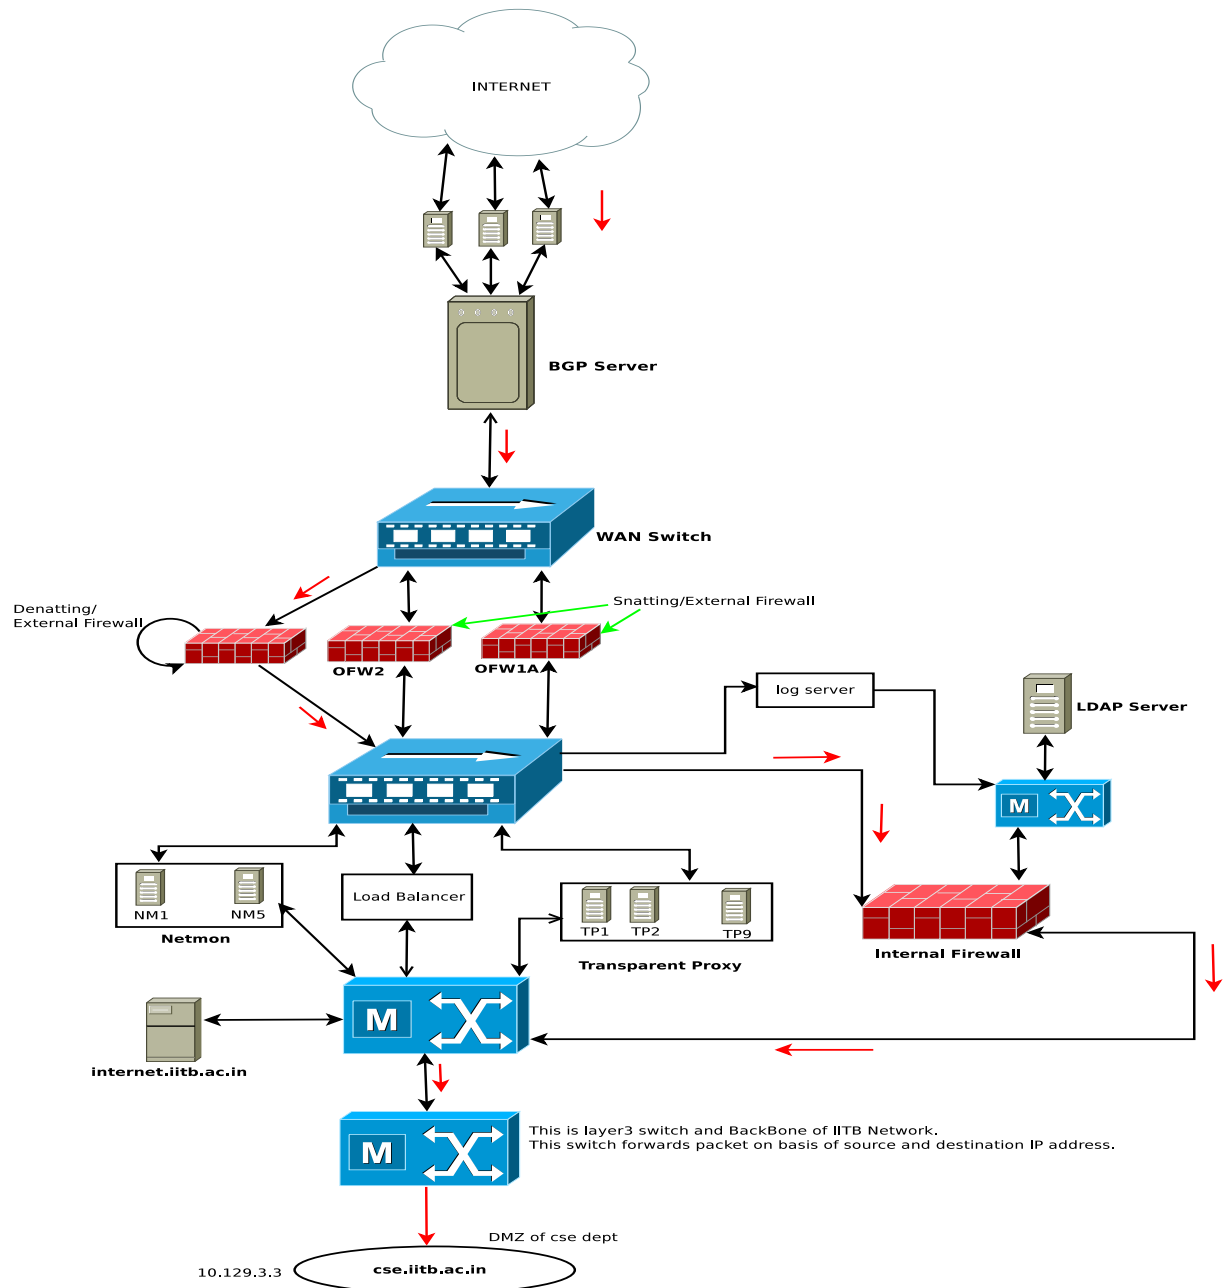 INTERNET
BGP Server
WAN Switch
Denatting/
External Firewall
Snatting/External Firewall
OFW2
OFW1A
log server
LDAP Server
M
NM1
NM5
Netmon
Load Balancer
TP1
TP2
TP9
Transparent Proxy
Internal Firewall
M
internet.iitb.ac.in
M
This is layer3 switch and BackBone of IITB Network.
This switch forwards packet on basis of source and destination IP address.
DMZ of cse dept
10.129.3.3
cse.iitb.ac.in